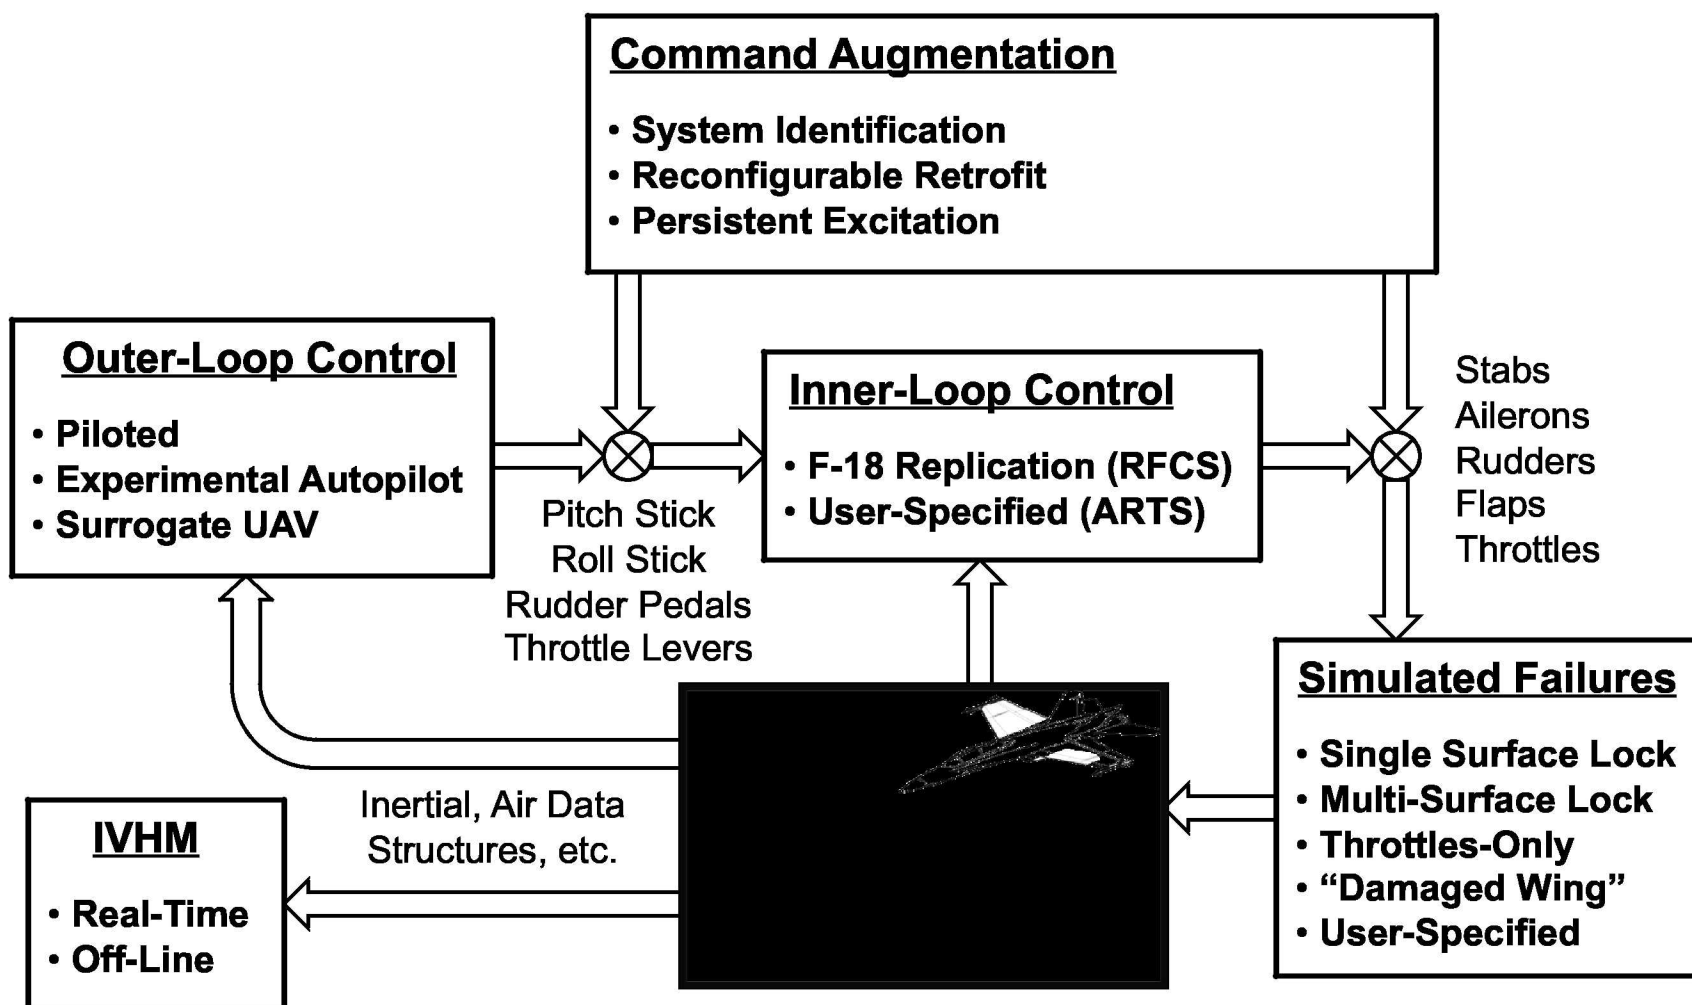 Command Augmentation
• System Identification
• Reconfigurable Retrofit
• Persistent Excitation
Outer-Loop Control
• Piloted
• Experimental Autopilot
• Surrogate UAV
Pitch Stick
Roll Stick
Rudder Pedals
Throttle Levers
Inner-Loop Control
• F-18 Replication (RFCS)
• User-Specified (ARTS)
Stabs
Ailerons
Rudders
Flaps
Throttles
Simulated Failures
• Single Surface Lock
• Multi-Surface Lock
• Throttles-Only
• “Damaged Wing”
• User-Specified
Inertial, Air Data
Structures, etc.
IVHM
• Real-Time
• Off-Line